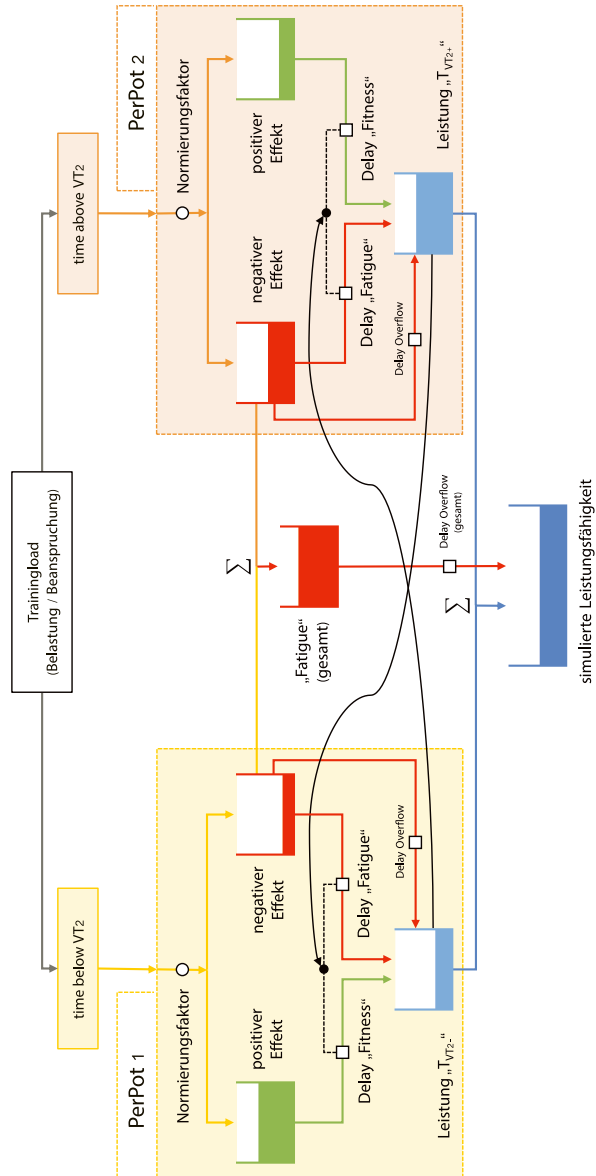 Trainingload
(Belastung / Beanspruchung)
time below VT2
time above VT2
PerPot 1
PerPot 2
Normierungsfaktor
Normierungsfaktor
positiver
Effekt
negativer
Effekt
negativer
Effekt
positiver
Effekt
Σ
„Fatigue“
(gesamt)
Delay „Fitness“
Delay „Fatigue“
Delay „Fatigue“
Delay „Fitness“
Delay Overflow
Delay Overflow
Delay Overflow
(gesamt)
Leistung „TVT2-“
Leistung „TVT2+“
Σ
simulierte Leistungsfähigkeit